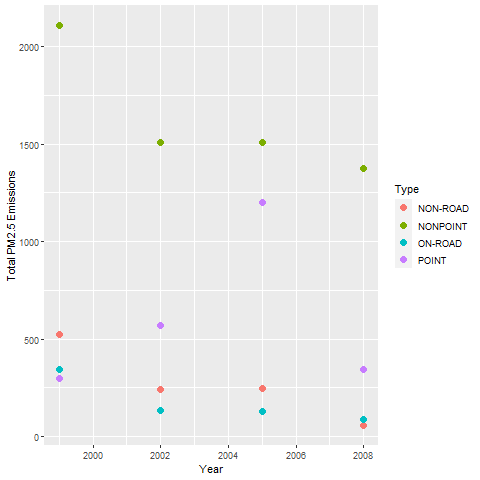 Total PM2.5 Emissions
2000
1500
1000
500
0
2000
2002
2004
2006
2008
Year
Type
NON-ROAD
NONPOINT
ON-ROAD
POINT